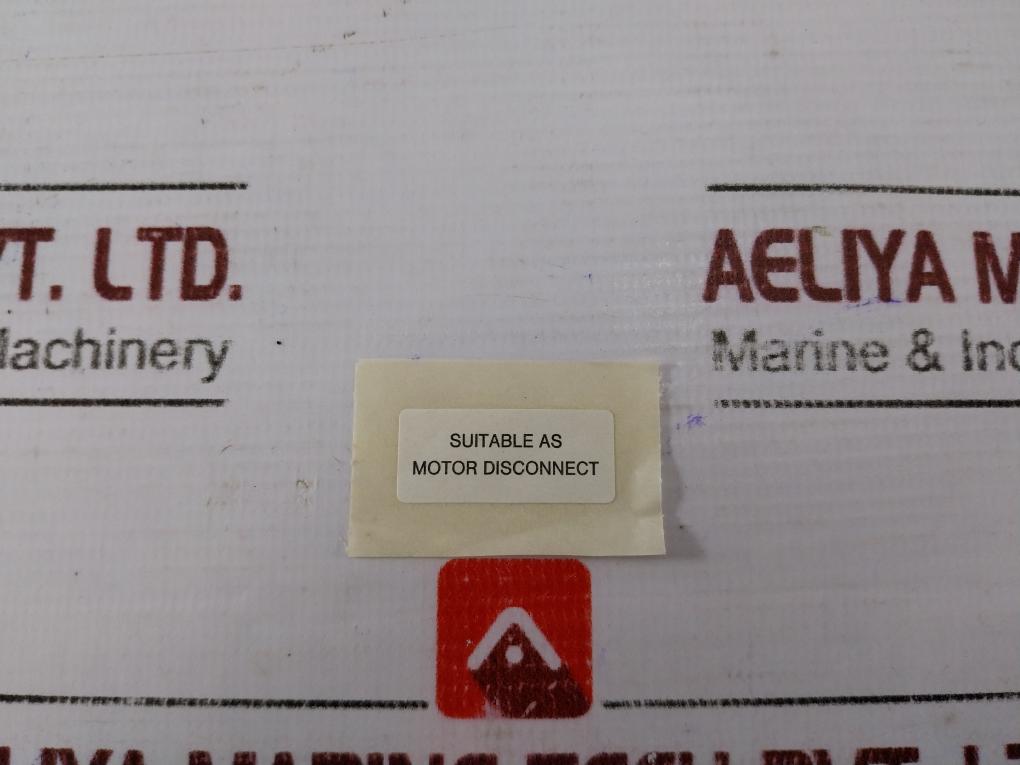 VT. LTD.
Machinery
AELIYA M
Marine & Ind
SUITABLE AS
MOTOR DISCONNECT